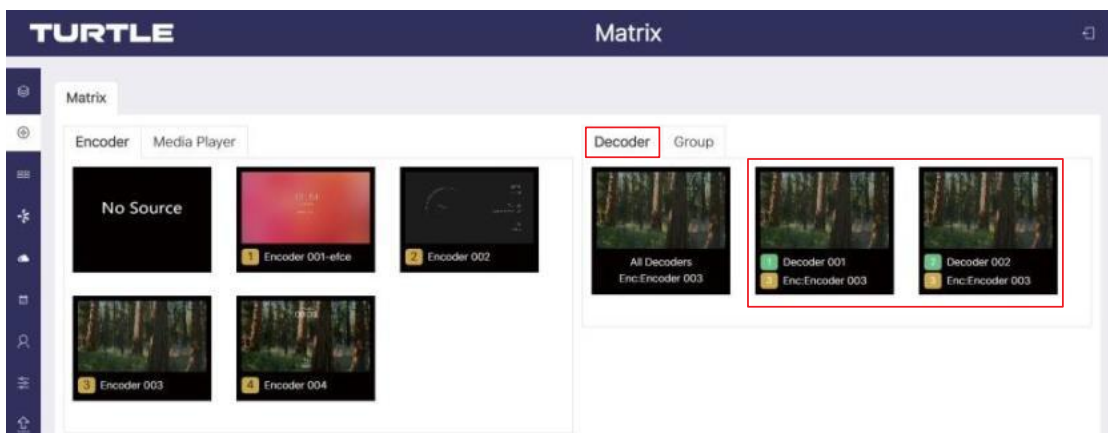 TURTLE
Matrix
Matrix
Encoder Media Player
No Source
1 Encoder 001-efce
2 Encoder 002
3 Encoder 003
4 Encoder 004
Decoder Group
All Decoders
Enc:Encoder 003
1 Decoder 001
3 Enc:Encoder 003
2 Decoder 002
3 Enc:Encoder 003